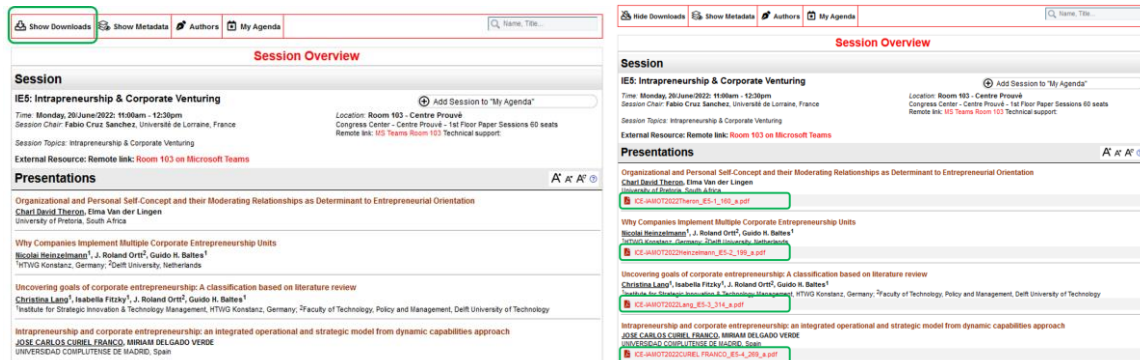 Show Downloads
Show Metadata
Authors
My Agenda
Name, Title...
Session Overview
Session
IE5: Intrapreneurship & Corporate Venturing
Time: Monday, 20/June/2022: 11:00am - 12:30pm
Session Chair: Fabio Cruz Sanchez, Université de Lorraine, France
Session Topics: Intrapreneurship & Corporate Venturing
External Resource: Remote link: Room 103 on Microsoft Teams
Add Session to "My Agenda"
Location: Room 103 - Centre Prouvé
Congress Center - Centre Prouvé - 1st Floor Paper Sessions 60 seats
Remote link: MS Teams Room 103 Technical support:
Presentations
Organizational and Personal Self-Concept and their Moderating Relationships as Determinant to Entrepreneurial Orientation
Charl David Theron, Elma Van der Lingen
University of Pretoria, South Africa
Why Companies Implement Multiple Corporate Entrepreneurship Units
Nicolai Heinzelmann1, J. Roland Ortt2, Guido H. Baltes1
1HTWG Konstanz, Germany; 2Delft University, Netherlands
Uncovering goals of corporate entrepreneurship: A classification based on literature review
Christina Lang1, Isabella Fitzky1, J. Roland Ortt2, Guido H. Baltes1
1Institute for Strategic Innovation & Technology Management, HTWG Konstanz, Germany; 2Faculty of Technology, Policy and Management, Delft University of Technology
Intrapreneurship and corporate entrepreneurship: an integrated operational and strategic model from dynamic capabilities approach
JOSE CARLOS CURIEL FRANCO, MIRIAM DELGADO VERDE
UNIVERSIDAD COMPLUTENSE DE MADRID, Spain
Hide Downloads
Show Metadata
Authors
My Agenda
Name, Title...
Session Overview
Session
IE5: Intrapreneurship & Corporate Venturing
Time: Monday, 20/June/2022: 11:00am - 12:30pm
Session Chair: Fabio Cruz Sanchez, Université de Lorraine, France
Session Topics: Intrapreneurship & Corporate Venturing
External Resource: Remote link: Room 103 on Microsoft Teams
Add Session to "My Agenda"
Location: Room 103 - Centre Prouvé
Congress Center - Centre Prouvé - 1st Floor Paper Sessions 60 seats
Remote link: MS Teams Room 103 Technical support:
Presentations
Organizational and Personal Self-Concept and their Moderating Relationships as Determinant to Entrepreneurial Orientation
Charl David Theron, Elma Van der Lingen
University of Pretoria, South Africa
ICE-IAMOT2022Theron_IE5-1_160_a.pdf
Why Companies Implement Multiple Corporate Entrepreneurship Units
Nicolai Heinzelmann1, J. Roland Ortt2, Guido H. Baltes1
1HTWG Konstanz, Germany; 2Delft University, Netherlands
ICE-IAMOT2022Heinzelmann_IE5-2_199_a.pdf
Uncovering goals of corporate entrepreneurship: A classification based on literature review
Christina Lang1, Isabella Fitzky1, J. Roland Ortt2, Guido H. Baltes1
1Institute for Strategic Innovation & Technology Management, HTWG Konstanz, Germany; 2Faculty of Technology, Policy and Management, Delft University of Technology
ICE-IAMOT2022Lang_IE5-3_314_a.pdf
Intrapreneurship and corporate entrepreneurship: an integrated operational and strategic model from dynamic capabilities approach
JOSE CARLOS CURIEL FRANCO, MIRIAM DELGADO VERDE
UNIVERSIDAD COMPLUTENSE DE MADRID, Spain
ICE-IAMOT2022CURIEL FRANCO_IE5-4_269_a.pdf